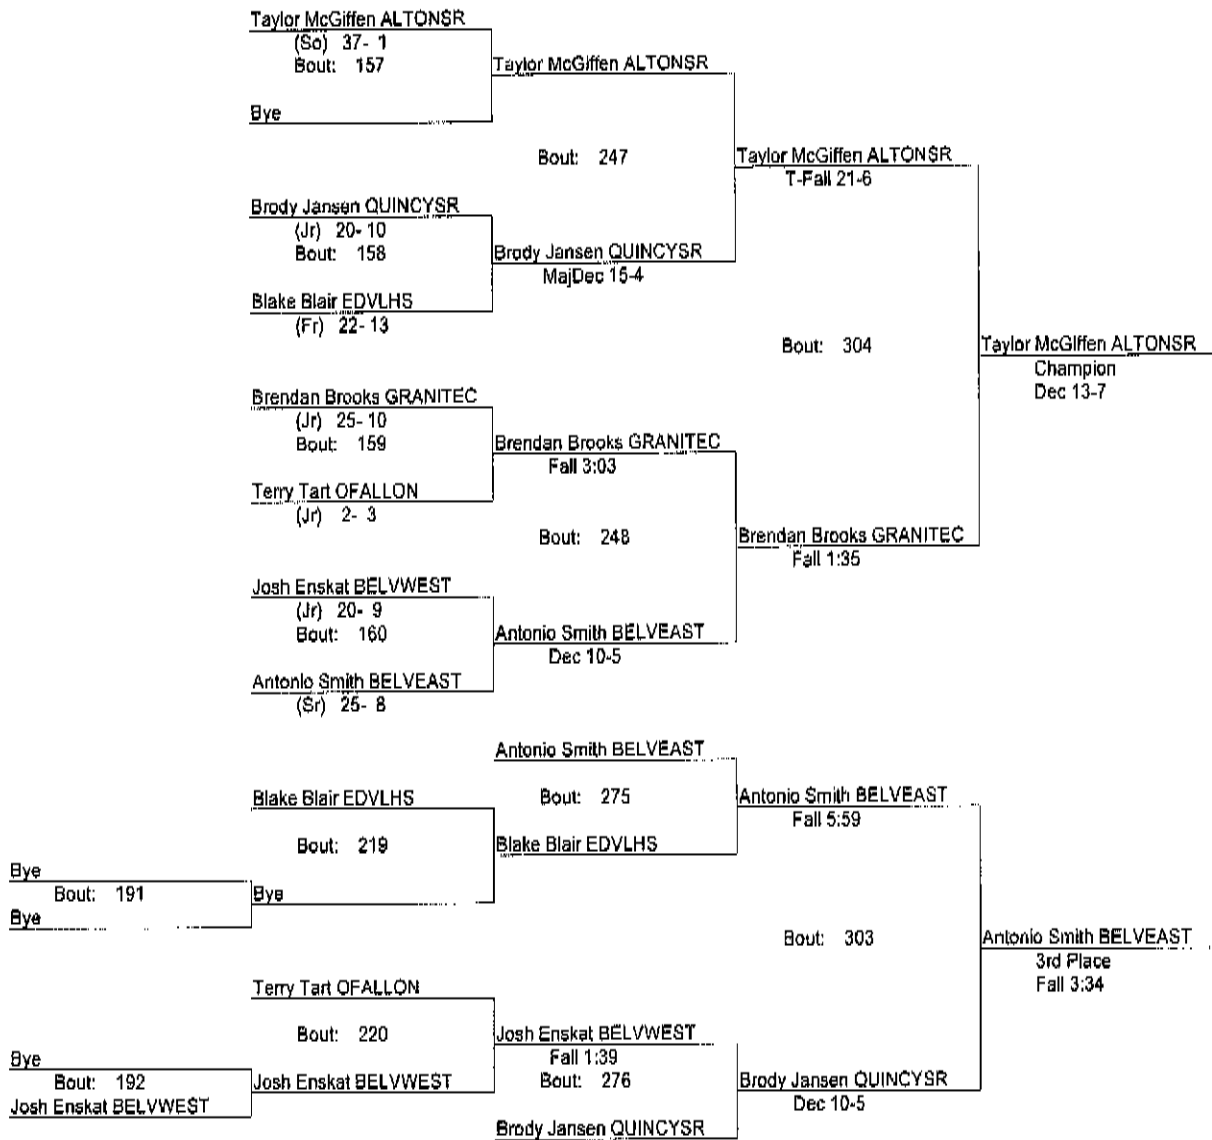 Taylor McGiffen ALTONSR
(So) 37- 1
Bout: 157
Taylor McGiffen ALTONSR
Bye
Bout: 247
Taylor McGiffen ALTONSR
T-Fall 21-6
Brody Jansen QUINCYSR
(Jr) 20- 10
Bout: 158
Brody Jansen QUINCYSR
MajDec 15-4
Blake Blair EDVLHS
(Fr) 22- 13
Bout: 304
Taylor McGiffen ALTONSR
Champion
Dec 13-7
Brendan Brooks GRANITEC
(Jr) 25- 10
Bout: 159
Brendan Brooks GRANITEC
Fall 3:03
Terry Tart OFALLON
(Jr) 2- 3
Bout: 248
Brendan Brooks GRANITEC
Fall 1:35
Josh Enskat BELVWEST
(Jr) 20- 9
Bout: 160
Antonio Smith BELVEAST
Dec 10-5
Antonio Smith BELVEAST
(Sr) 25- 8
Antonio Smith BELVEAST
Blake Blair EDVLHS
Bout: 275
Antonio Smith BELVEAST
Fall 5:59
Bout: 219
Blake Blair EDVLHS
Bye
Bout: 191
Bye
Bye
Bout: 303
Antonio Smith BELVEAST
3rd Place
Fall 3:34
Terry Tart OFALLON
Bout: 220
Josh Enskat BELVWEST
Fall 1:39
Bye
Bout: 192
Josh Enskat BELVWEST
Bout: 276
Brody Jansen QUINCYSR
Dec 10-5
Josh Enskat BELVWEST
Brody Jansen QUINCYSR